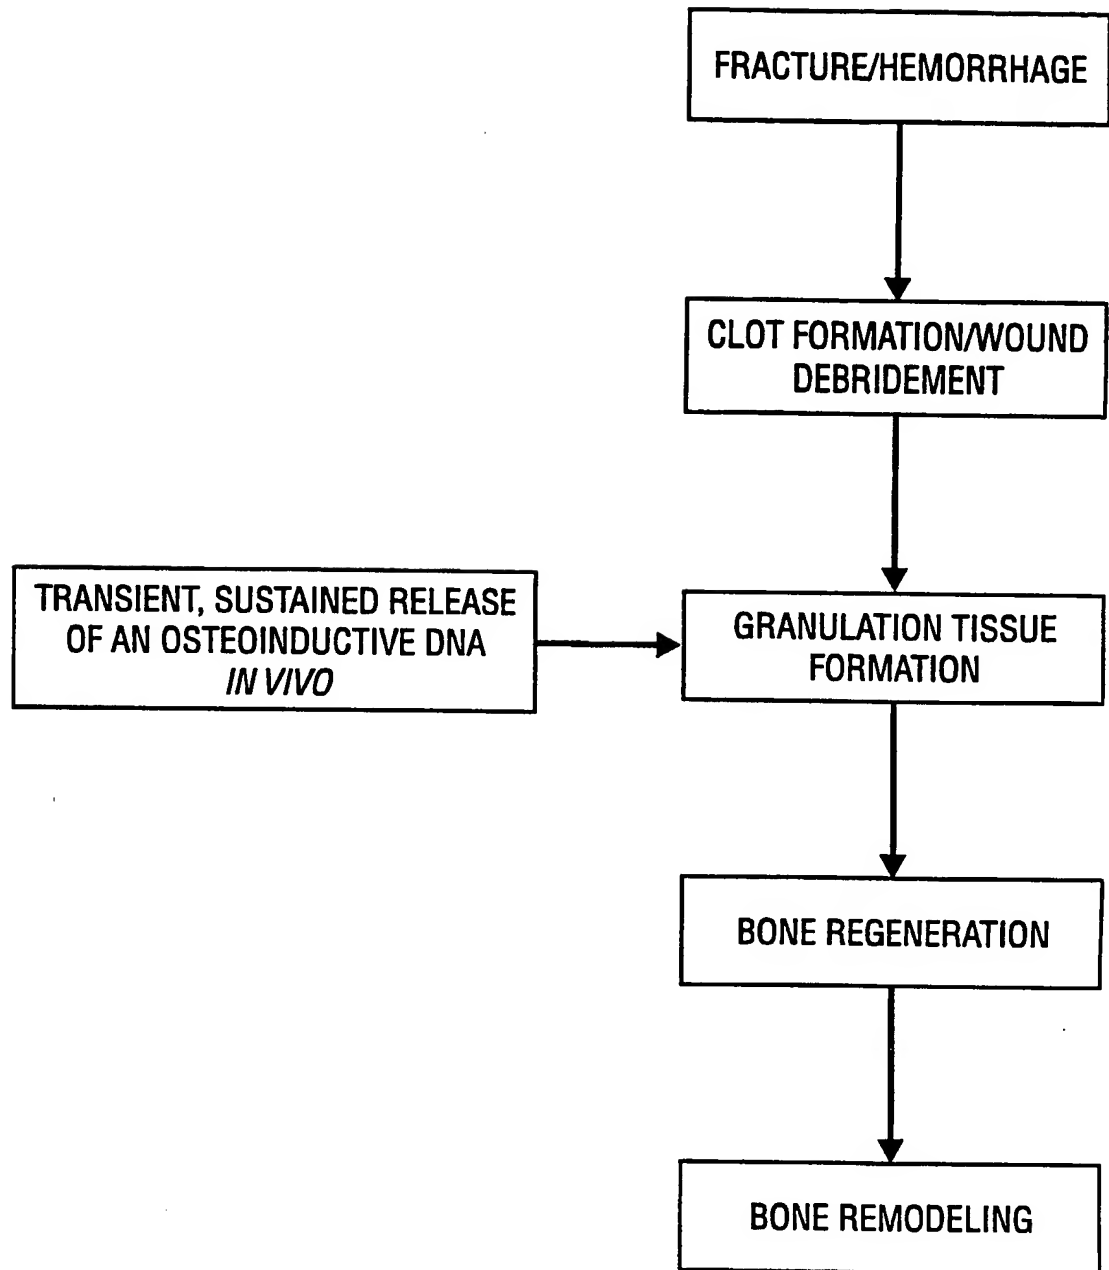 FRACTURE/HEMORRHAGE
CLOT FORMATION/WOUND
DEBRIDEMENT
TRANSIENT, SUSTAINED RELEASE
OF AN OSTEOINDUCTIVE DNA
IN VIVO
GRANULATION TISSUE
FORMATION
BONE REGENERATION
BONE REMODELING